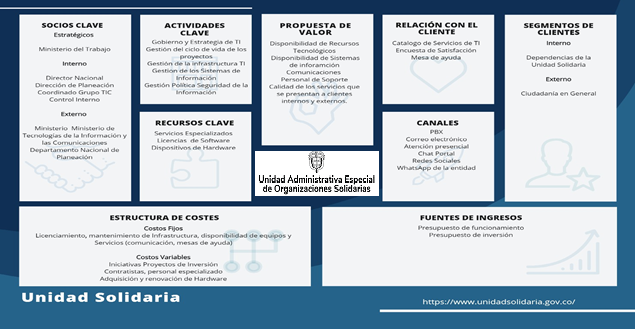 SOCIOS CLAVE
Estratégicos
Ministerio del Trabajo
Interno
Director Nacional
Dirección de Planeación
Coordinado Grupo TIC
Control Interno
Externo
Ministerio Ministerio de
Tecnologías de la Información y
las Comunicaciones
Departamento Nacional de
Planeación
ACTIVIDADES
CLAVE
Gobierno y Estrategia de TI
Gestión del ciclo de vida de los
proyectos
Gestión de la infraestructura TI
Gestión de los Sistemas de
Información
Gestión Política Seguridad de la
Información
RECURSOS CLAVE
Servicios Especializados
Licencias de Software
Dispositivos de Hardware
PROPUESTA DE
VALOR
Disponibilidad de Recursos
Tecnológicos
Disponibilidad de Sistemas
de inforamción
Comunicaciones
Personal de Soporte
Calidad de los servicios que
se presentan a clientes
internos y externos.
Unidad Administrativa Especial
de Organizaciones Solidarias
RELACIÓN CON EL
CLIENTE
Catalogo de Servicios de TI
Encuesta de Satisfacción
Mesa de ayuda
CANALES
PBX
Correo electrónico
Atención presencial
Chat Portal
Redes Sociales
WhatsApp de la entidad
SEGMENTOS DE
CLIENTES
Interno
Dependencias de la
Unidad Solidaria
Externo
Ciudadanía en General
ESTRUCTURA DE COSTES
Costos Fijos
Licenciamiento, mantenimiento de Infraestructura, disponibilidad de equipos y
Servicios (comunicación, mesas de ayuda)
Costos Variables
Iniciativas Proyectos de Inversión
Contratistas, personal especializado
Adquisición y renovación de Hardware
FUENTES DE INGRESOS
Presupuesto de funcionamiento
Presupuesto de inversión
Unidad Solidaria
https://www.unidadsolidaria.gov.co/